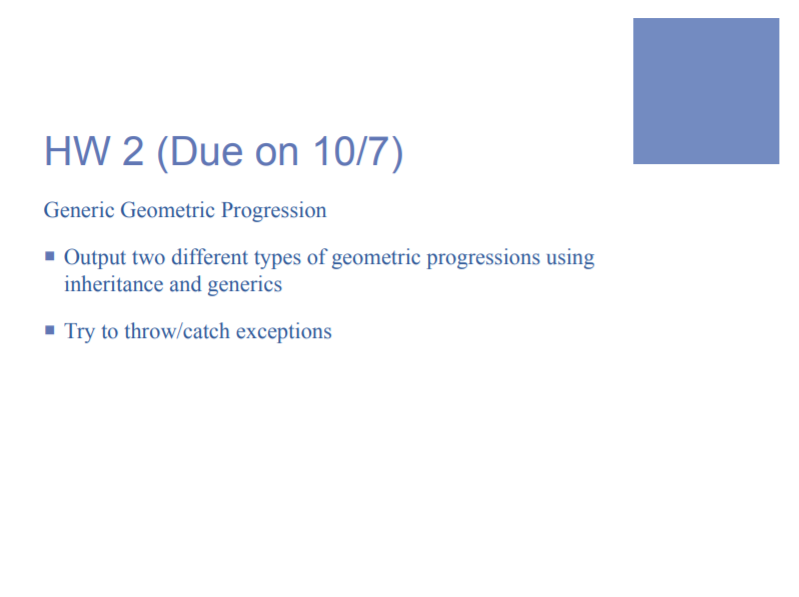 HW 2 (Due on 10/7)
Generic Geometric Progression
■ Output two different types of geometric progressions using
inheritance and generics
■ Try to throw/catch exceptions